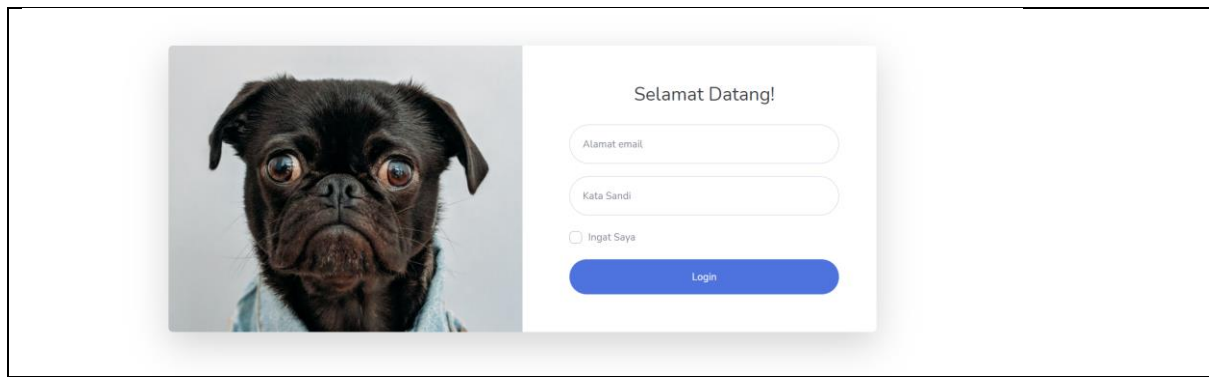 Selamat Datang!
Alamat email
Kata Sandi
Ingat Saya
Login